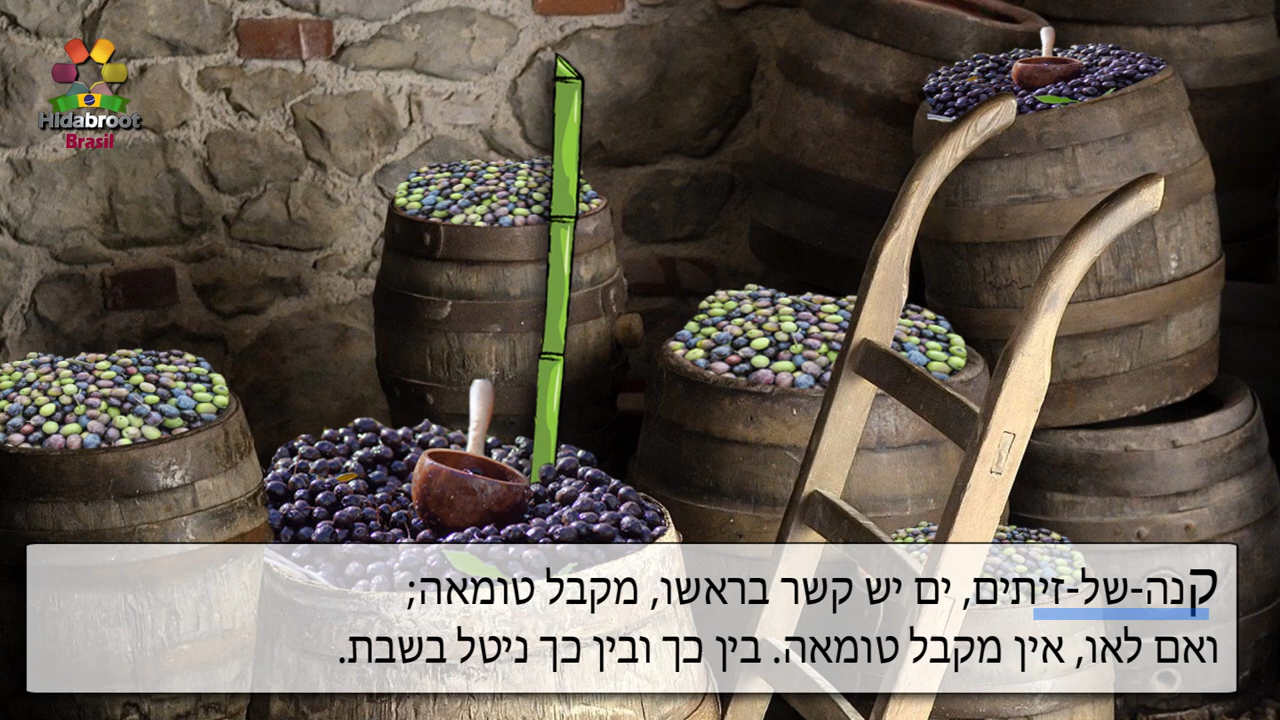 Hidabroot
Brasil
קנה-של-זיתים, ים יש קשר בראשו, מקבל טומאה;
ואם לאו, אין מקבל טומאה. בין כך ובין כך ניטל בשבת.